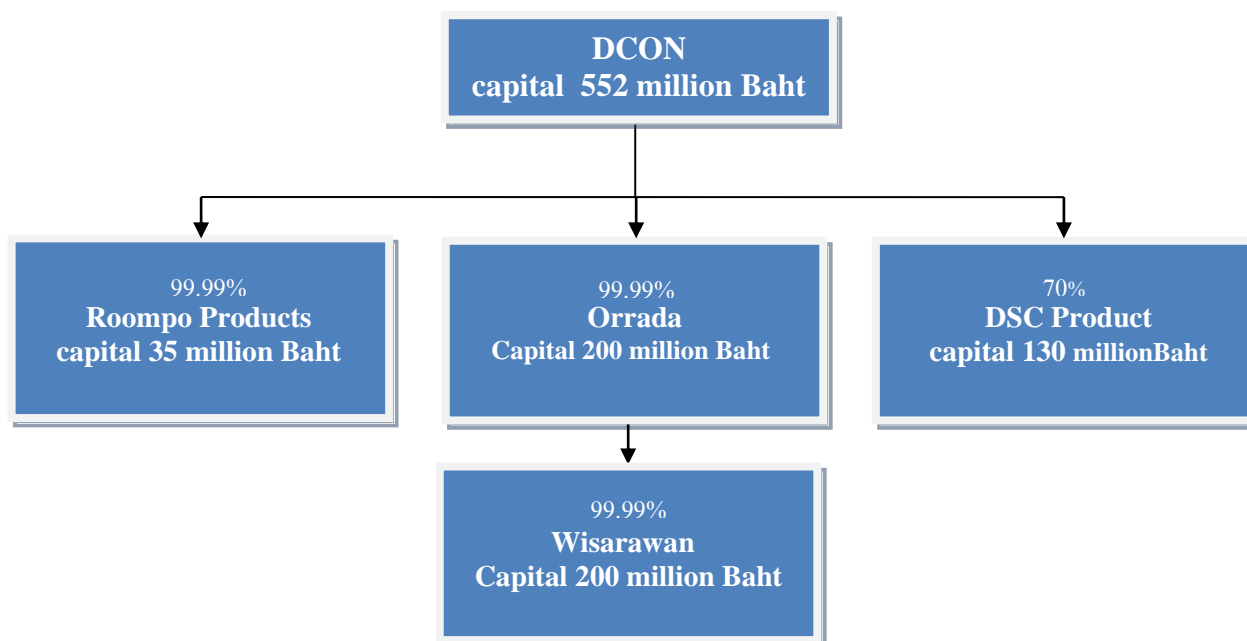 DCON
capital 552 million Baht
99.99%
Roompo Products
capital 35 million Baht
99.99%
Orrada
Capital 200 million Baht
70%
DSC Product
capital 130 millionBaht
99.99%
Wisarawan
Capital 200 million Baht